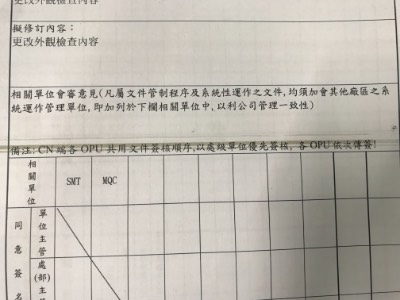 更改外觀檢查內容
擬修訂內容：
更改外觀檢查內容
相關單位會審意見(凡屬文件管制程序及系統性運作之文件,均須加會其他廠區之系
統運作管理單位,即加列於下欄相關單位中,以利公司管理一致性)
備注:CN 端各 OPU 共用文件簽核順序,以處級單位優先簽核,各 OPU 依次傳簽!
相關單位
SMT
MQC
同意簽名
單位主管
處(部)主